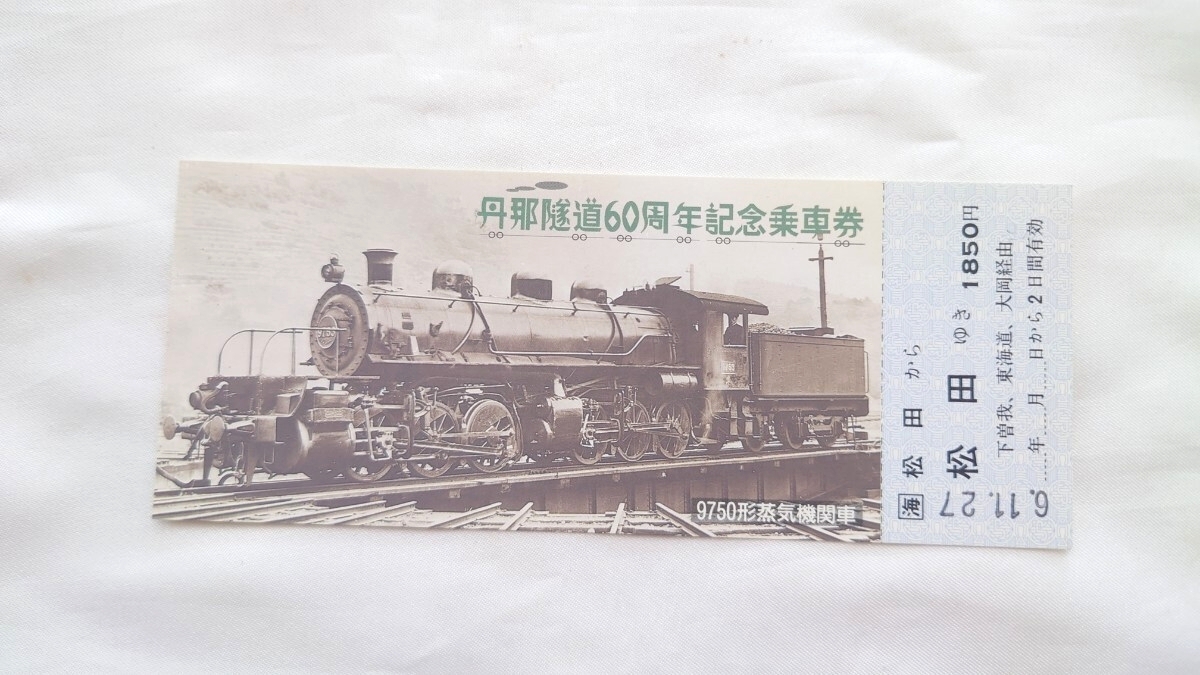 丹那隧道60周年記念乗車券
9750形蒸気機関車
海 松田 から
松田 ゆき 1850円
下曽我、東海道、大岡経由
年 月 日から2日間有効
6.11.27